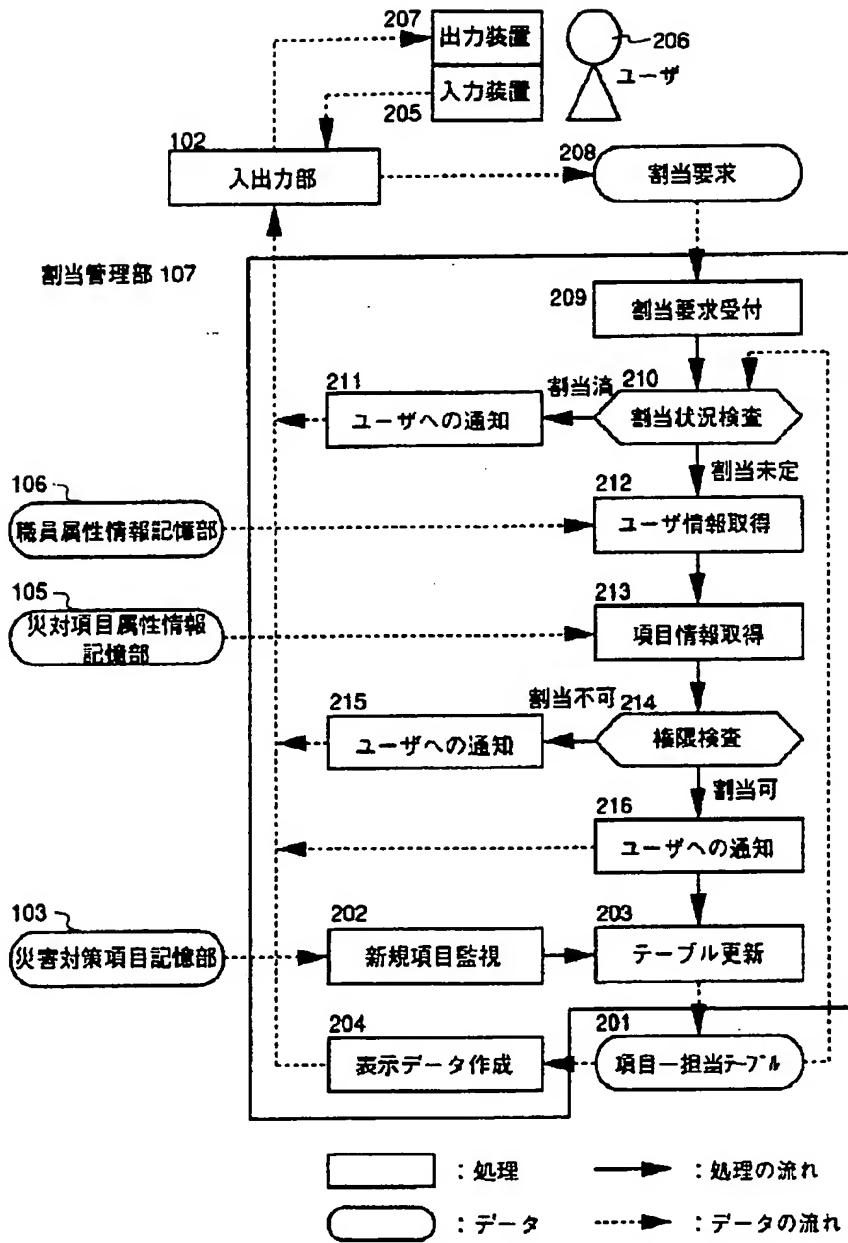 207
出力装置
206
ユーザ
入力装置
205
102
入出力部
208
割当要求
割当管理部 107
209
割当要求受付
211
割当済
210
ユーザへの通知
割当状況検査
割当未定
106
212
職員属性情報記憶部
ユーザ情報取得
105
213
災対項目属性情報
記憶部
項目情報取得
215
割当不可
214
ユーザへの通知
権限検査
割当可
216
ユーザへの通知
103
202
203
災害対策項目記憶部
新規項目監視
テーブル更新
204
201
表示データ作成
項目ー担当テーブル
：処理
：処理の流れ
：データ
：データの流れ